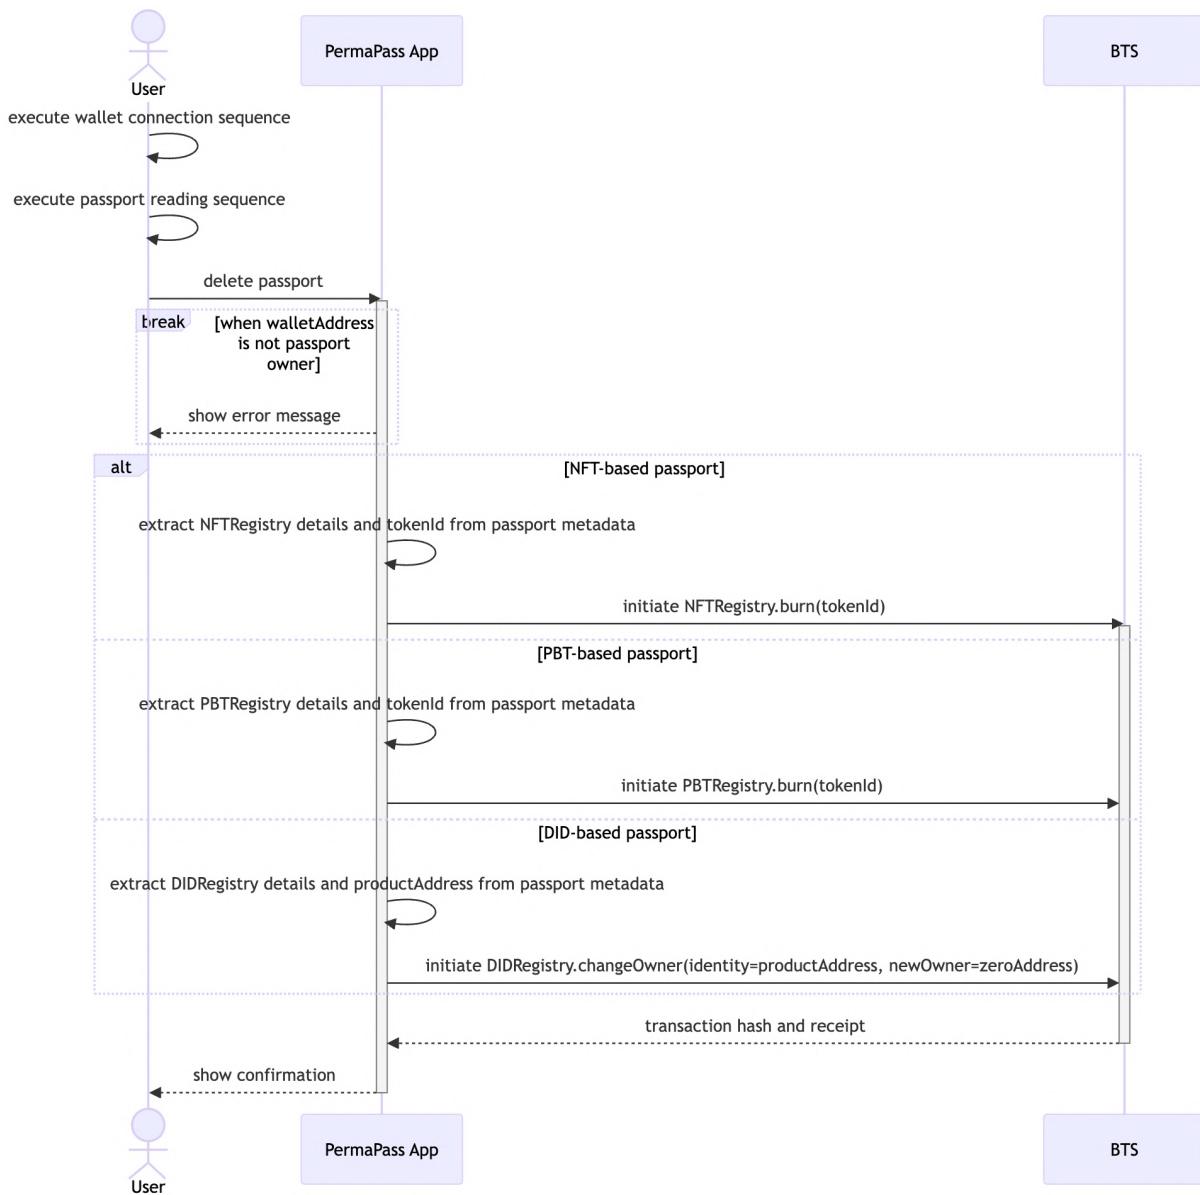 User
PermaPass App
BTS
execute wallet connection sequence
execute passport reading sequence
delete passport
break
[when walletAddress
is not passport
owner]
show error message
alt
[NFT-based passport]
extract NFTRegistry details and tokenId from passport metadata
initiate NFTRegistry.burn(tokenId)
[PBT-based passport]
extract PBTRegistry details and tokenId from passport metadata
initiate PBTRegistry.burn(tokenId)
[DID-based passport]
extract DIDRegistry details and productAddress from passport metadata
initiate DIDRegistry.changeOwner(identity=productAddress, newOwner=zeroAddress)
transaction hash and receipt
show confirmation
User
PermaPass App
BTS